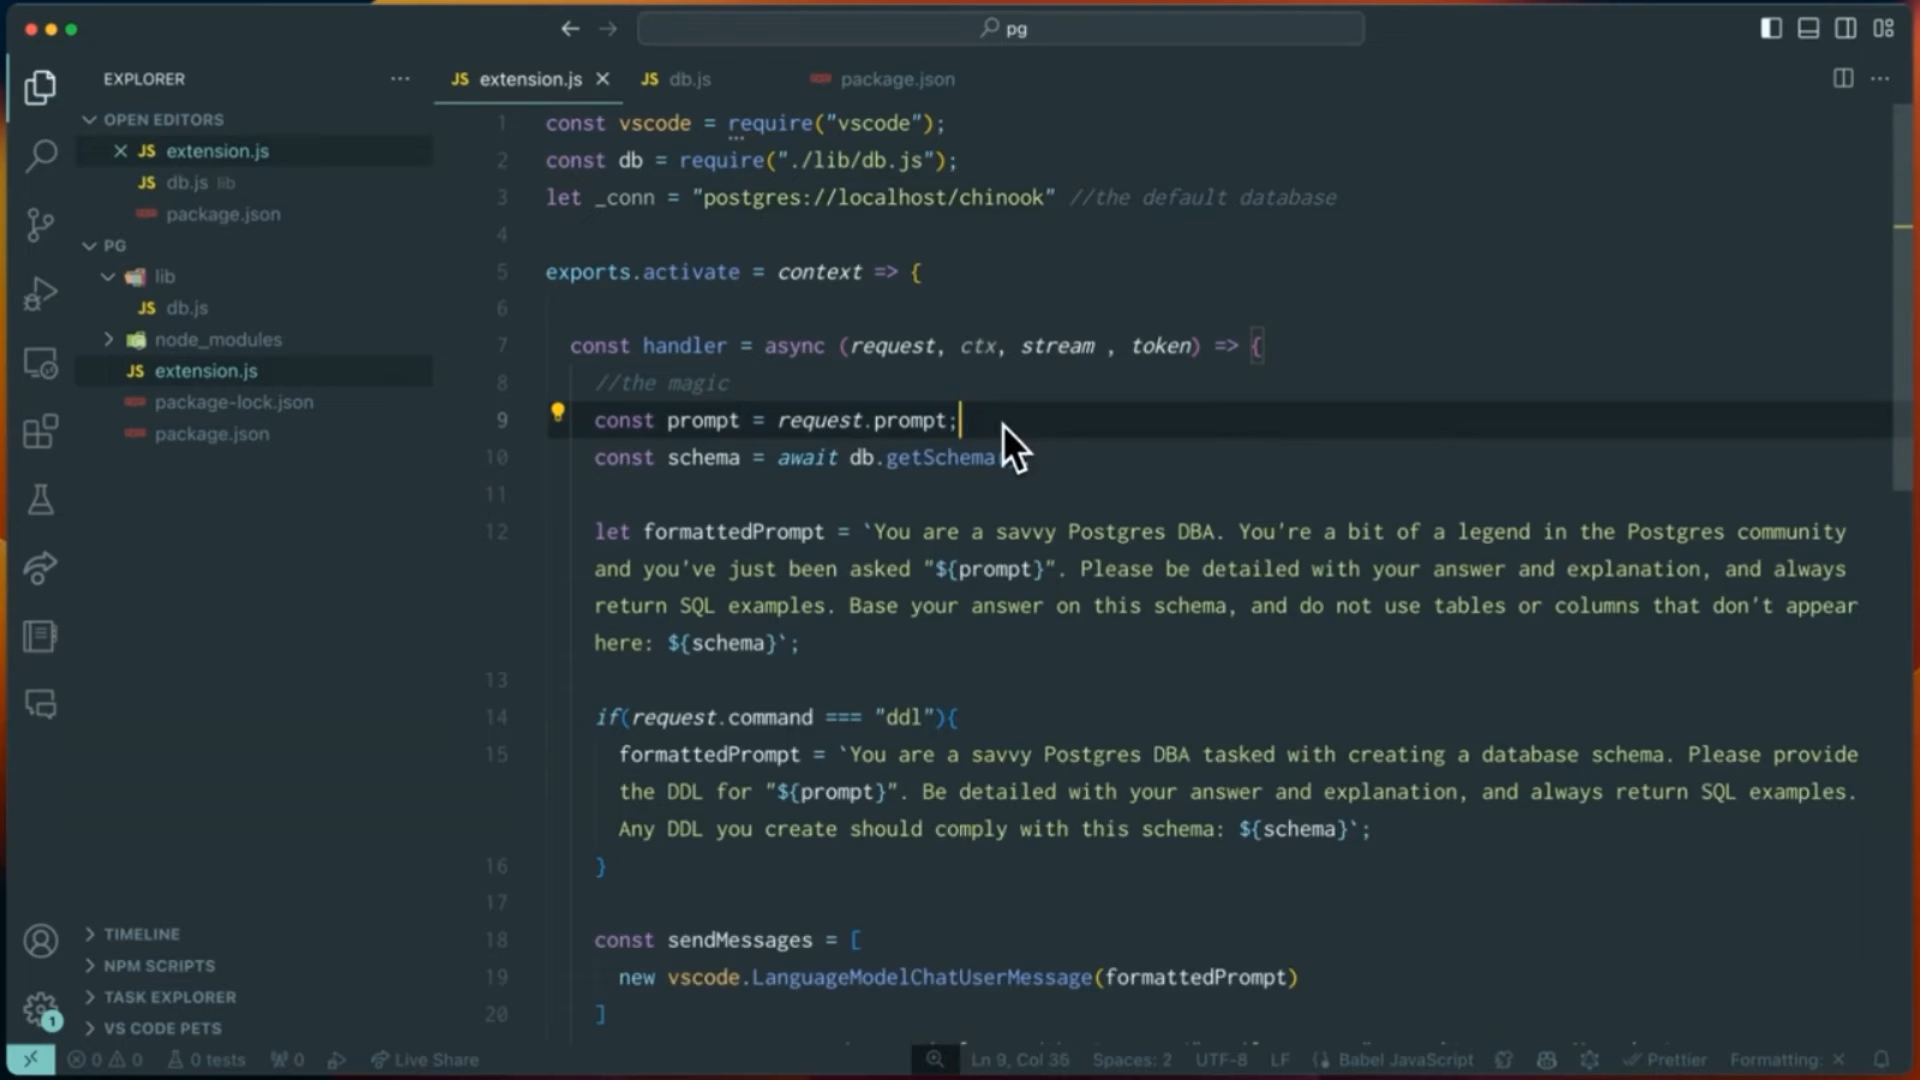 pg
EXPLORER
OPEN EDITORS
JS extension.js
JS db.js lib
package.json
PG
lib
JS db.js
node_modules
JS extension.js
package-lock.json
package.json
TIMELINE
NPM SCRIPTS
TASK EXPLORER
VS CODE PETS
1
JS extension.js JS db.js package.json
1 const vscode = require("vscode");
2 const db = require("./lib/db.js");
3 let _conn = "postgres://localhost/chinook" //the default database
4
5 exports.activate = context => {
6
7 const handler = async (request, ctx, stream , token) => {
8 //the magic
9 const prompt = request.prompt;
10 const schema = await db.getSchema
11
12 let formattedPrompt = `You are a savvy Postgres DBA. You're a bit of a legend in the Postgres community
and you've just been asked "${prompt}". Please be detailed with your answer and explanation, and always
return SQL examples. Base your answer on this schema, and do not use tables or columns that don't appear
here: ${schema}`;
13
14 if(request.command === "ddl"){
15 formattedPrompt = `You are a savvy Postgres DBA tasked with creating a database schema. Please provide
the DDL for "${prompt}". Be detailed with your answer and explanation, and always return SQL examples.
Any DDL you create should comply with this schema: ${schema}`;
16 }
17
18 const sendMessages = [
19 new vscode.LanguageModelChatUserMessage(formattedPrompt)
20 ]
0 0 0 tests 0 Live Share Ln 9, Col 35 Spaces: 2 UTF-8 LF Babel JavaScript Prettier Formatting: ×